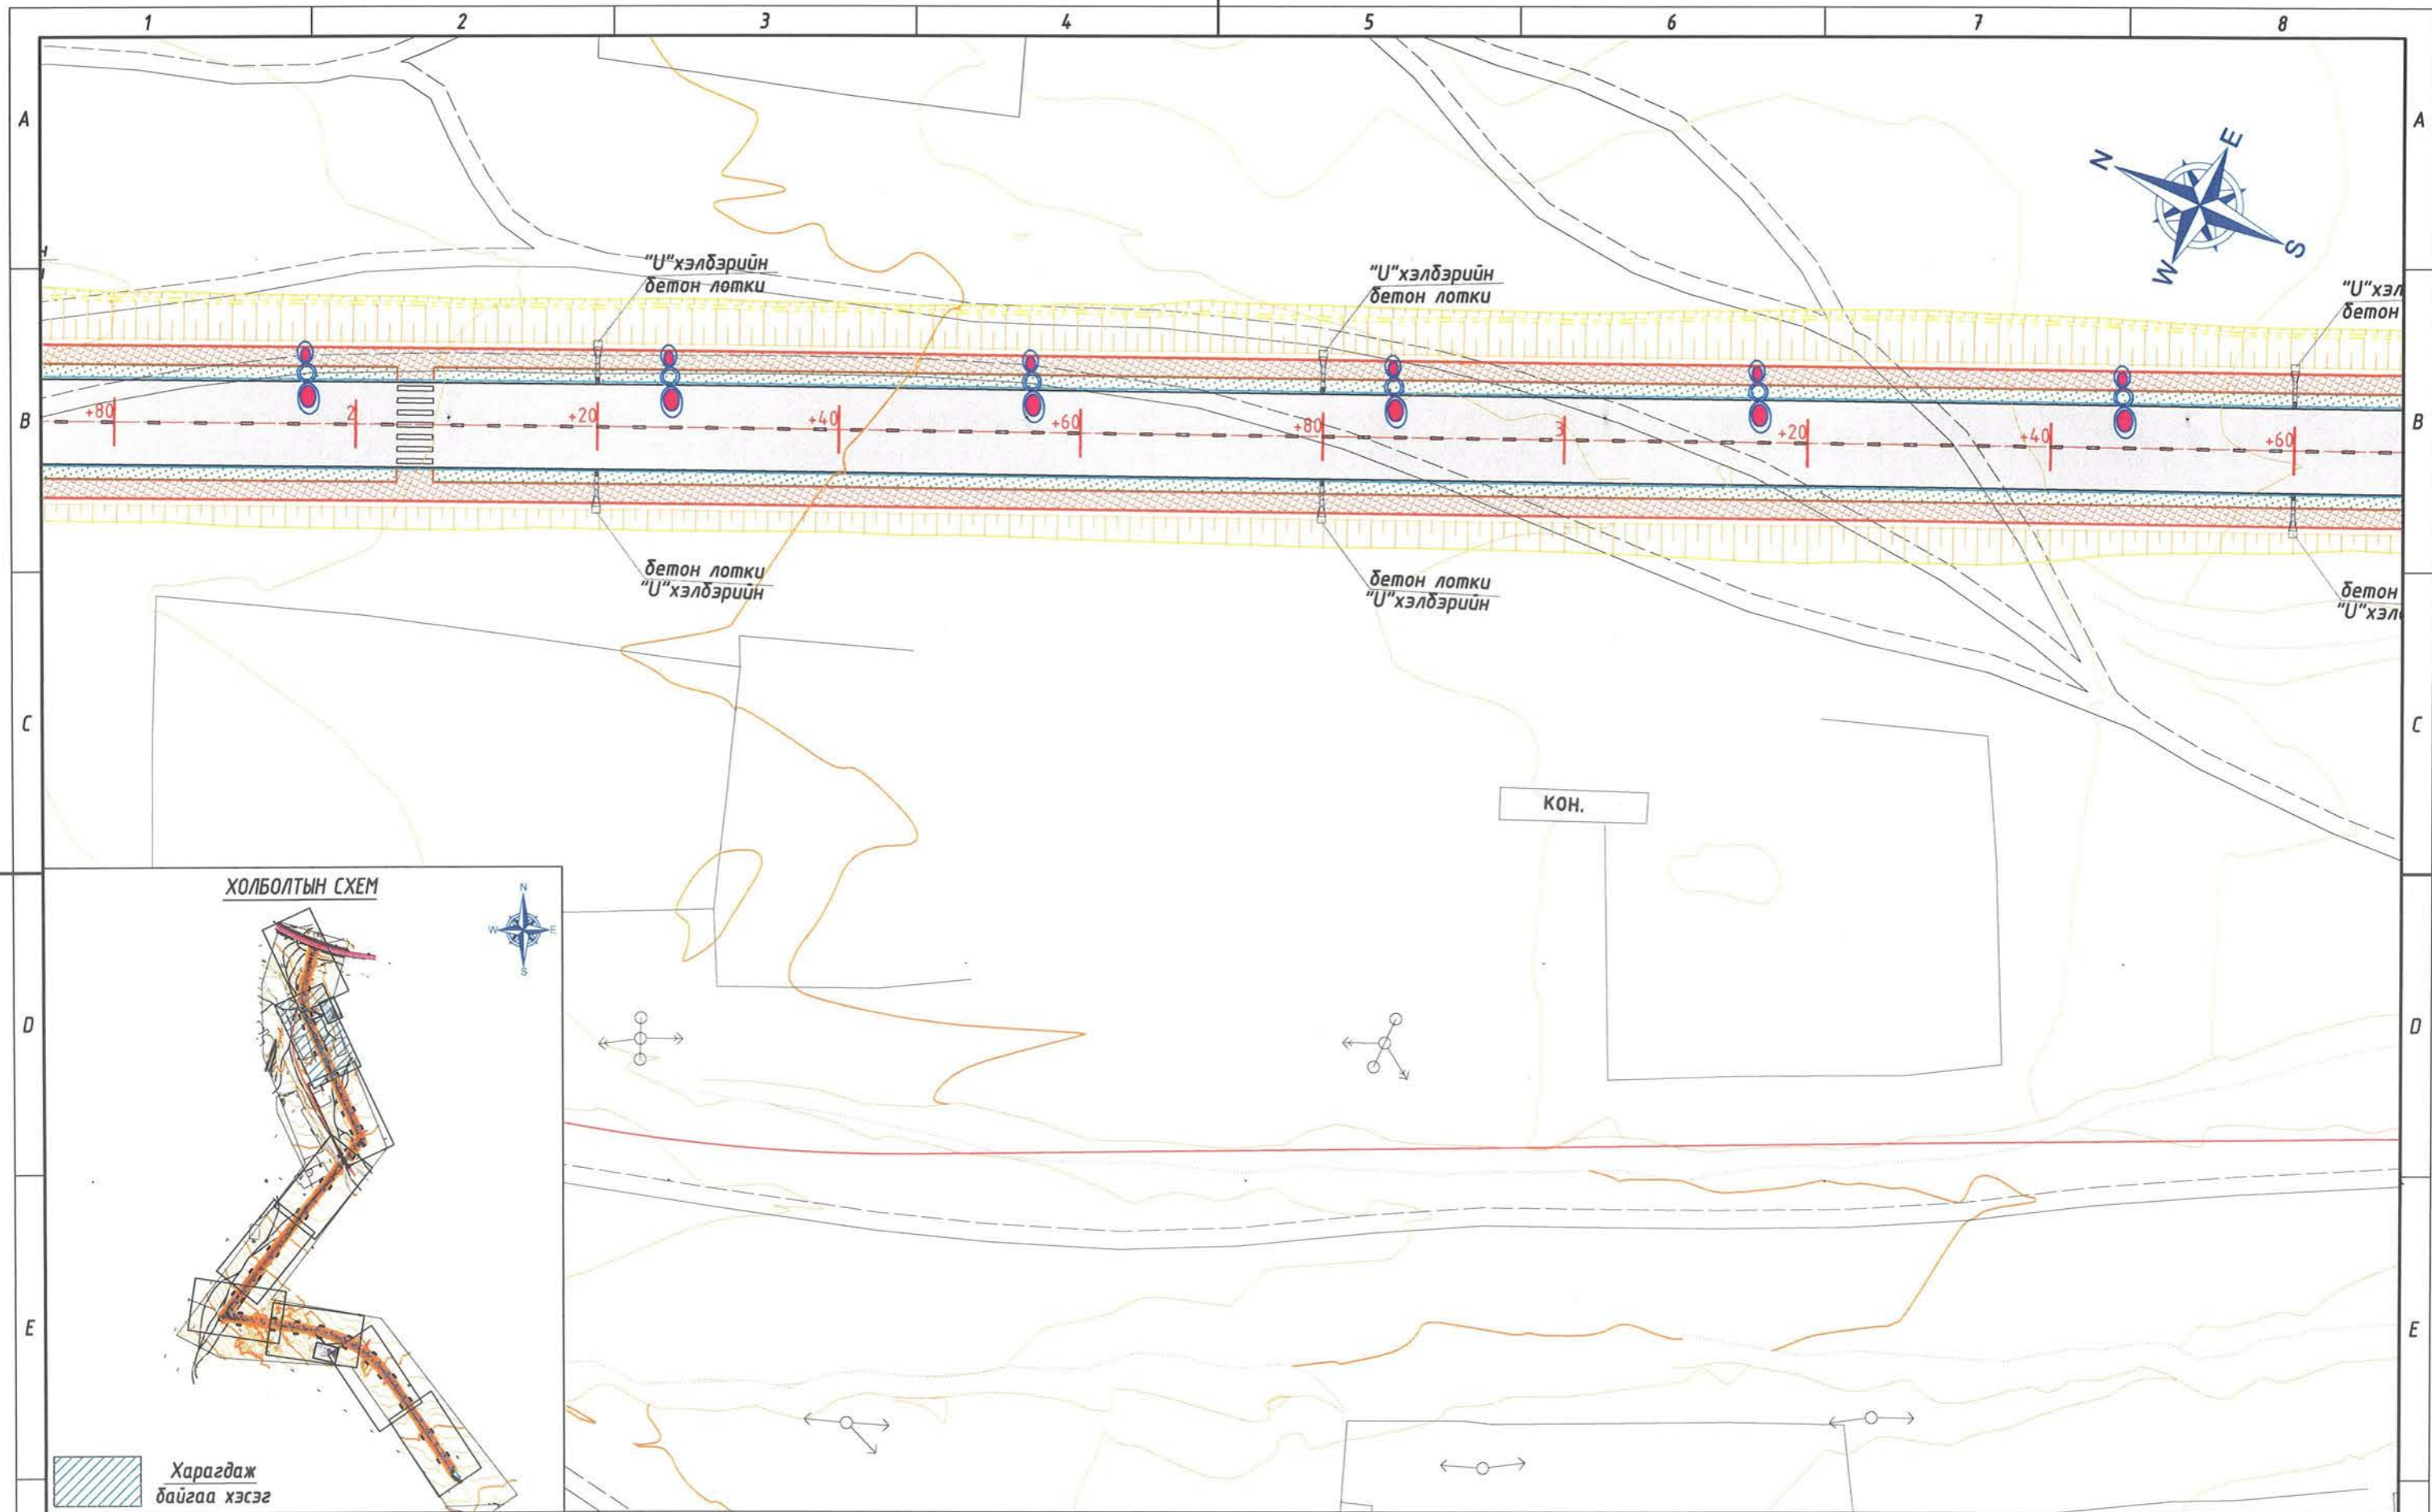 1 2 3 4 5 6 7 8
A A
N E
W S
"U"хэлбэрийн
бетон лотки
"U"хэлбэрийн
бетон лотки
"U"хэл
бетон
B B
+80 2 +20 +40 +60 +80 3 +20 +40 +60
бетон лотки
"U"хэлбэрийн
бетон лотки
"U"хэлбэрийн
бетон
"U"хэл
C C
КОН.
ХОЛБОЛТЫН СХЕМ
N
W E
S
D D
E E
Харагдаж
байгаа хэсэг